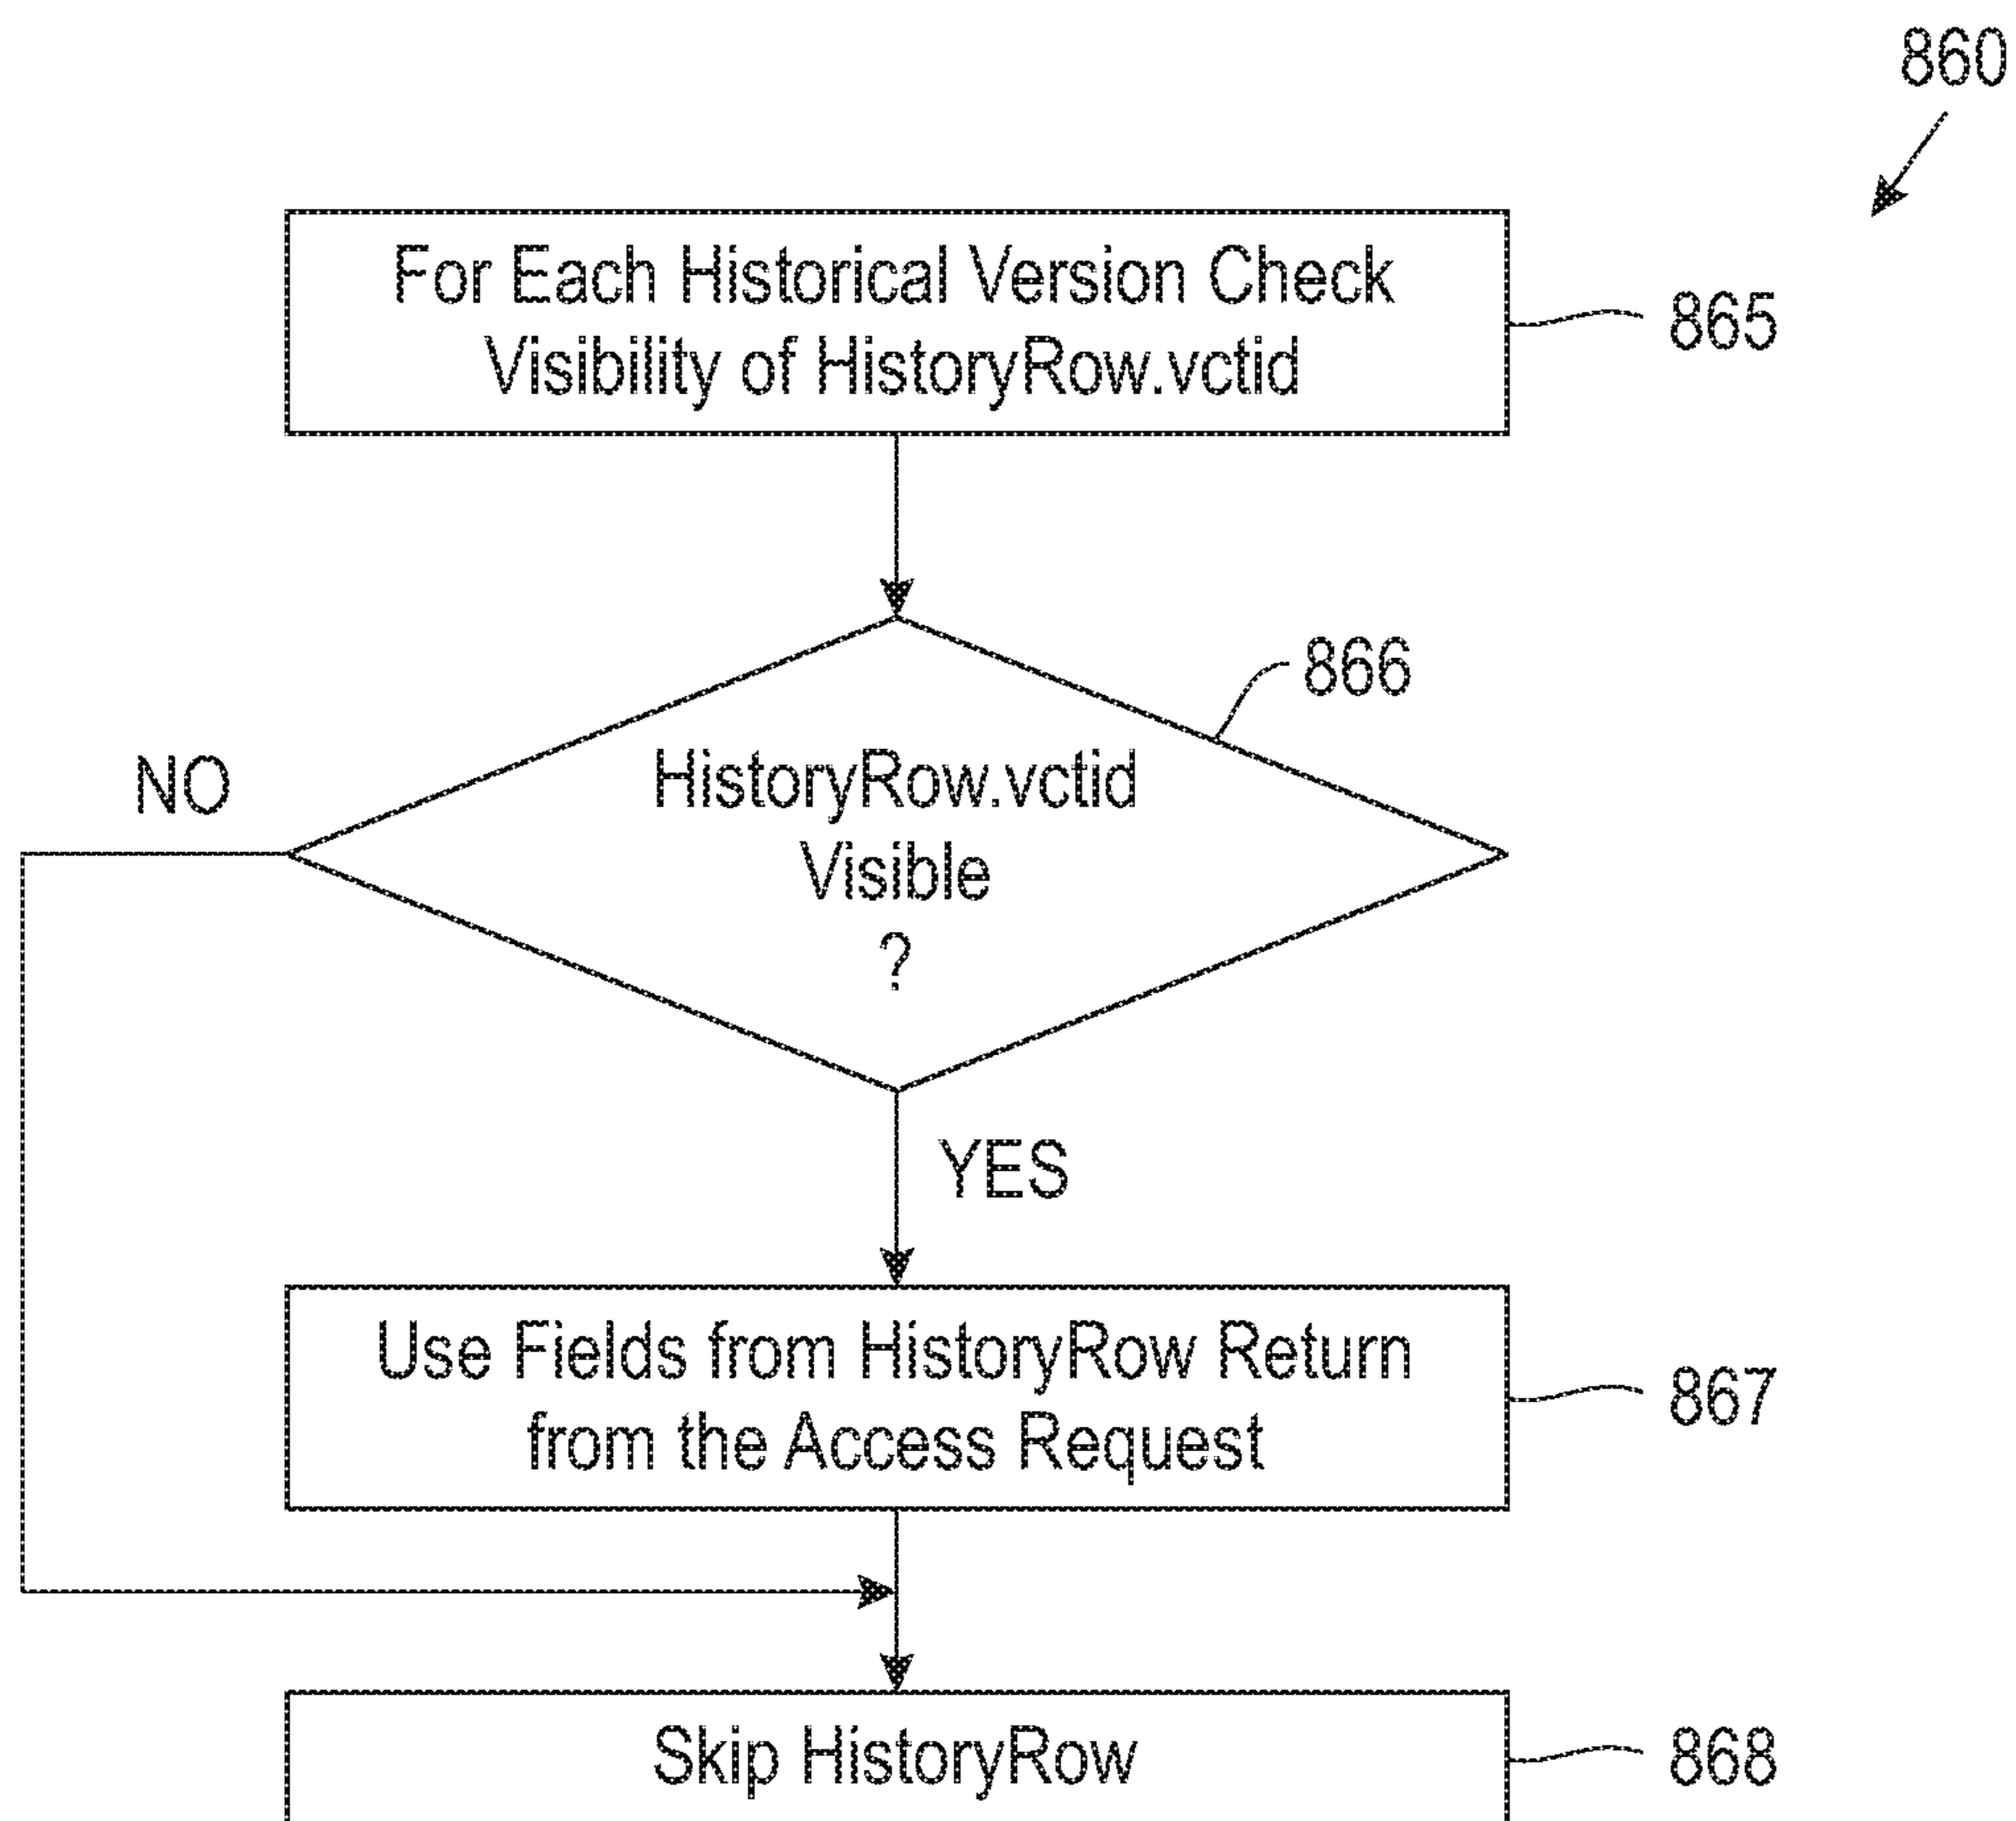 860
For Each Historical Version Check
Visibility of HistoryRow.vctid
865
866
HistoryRow.vctid
Visible
?
NO
YES
Use Fields from HistoryRow Return
from the Access Request
867
Skip HistoryRow
868